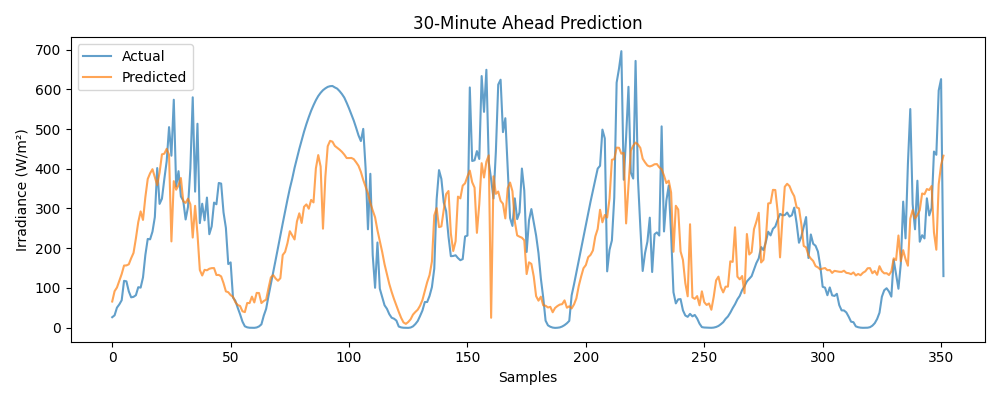 30-Minute Ahead Prediction
Actual
Predicted
Irradiance (W/m²)
700
600
500
400
300
200
100
0
0 50 100 150 200 250 300 350
Samples